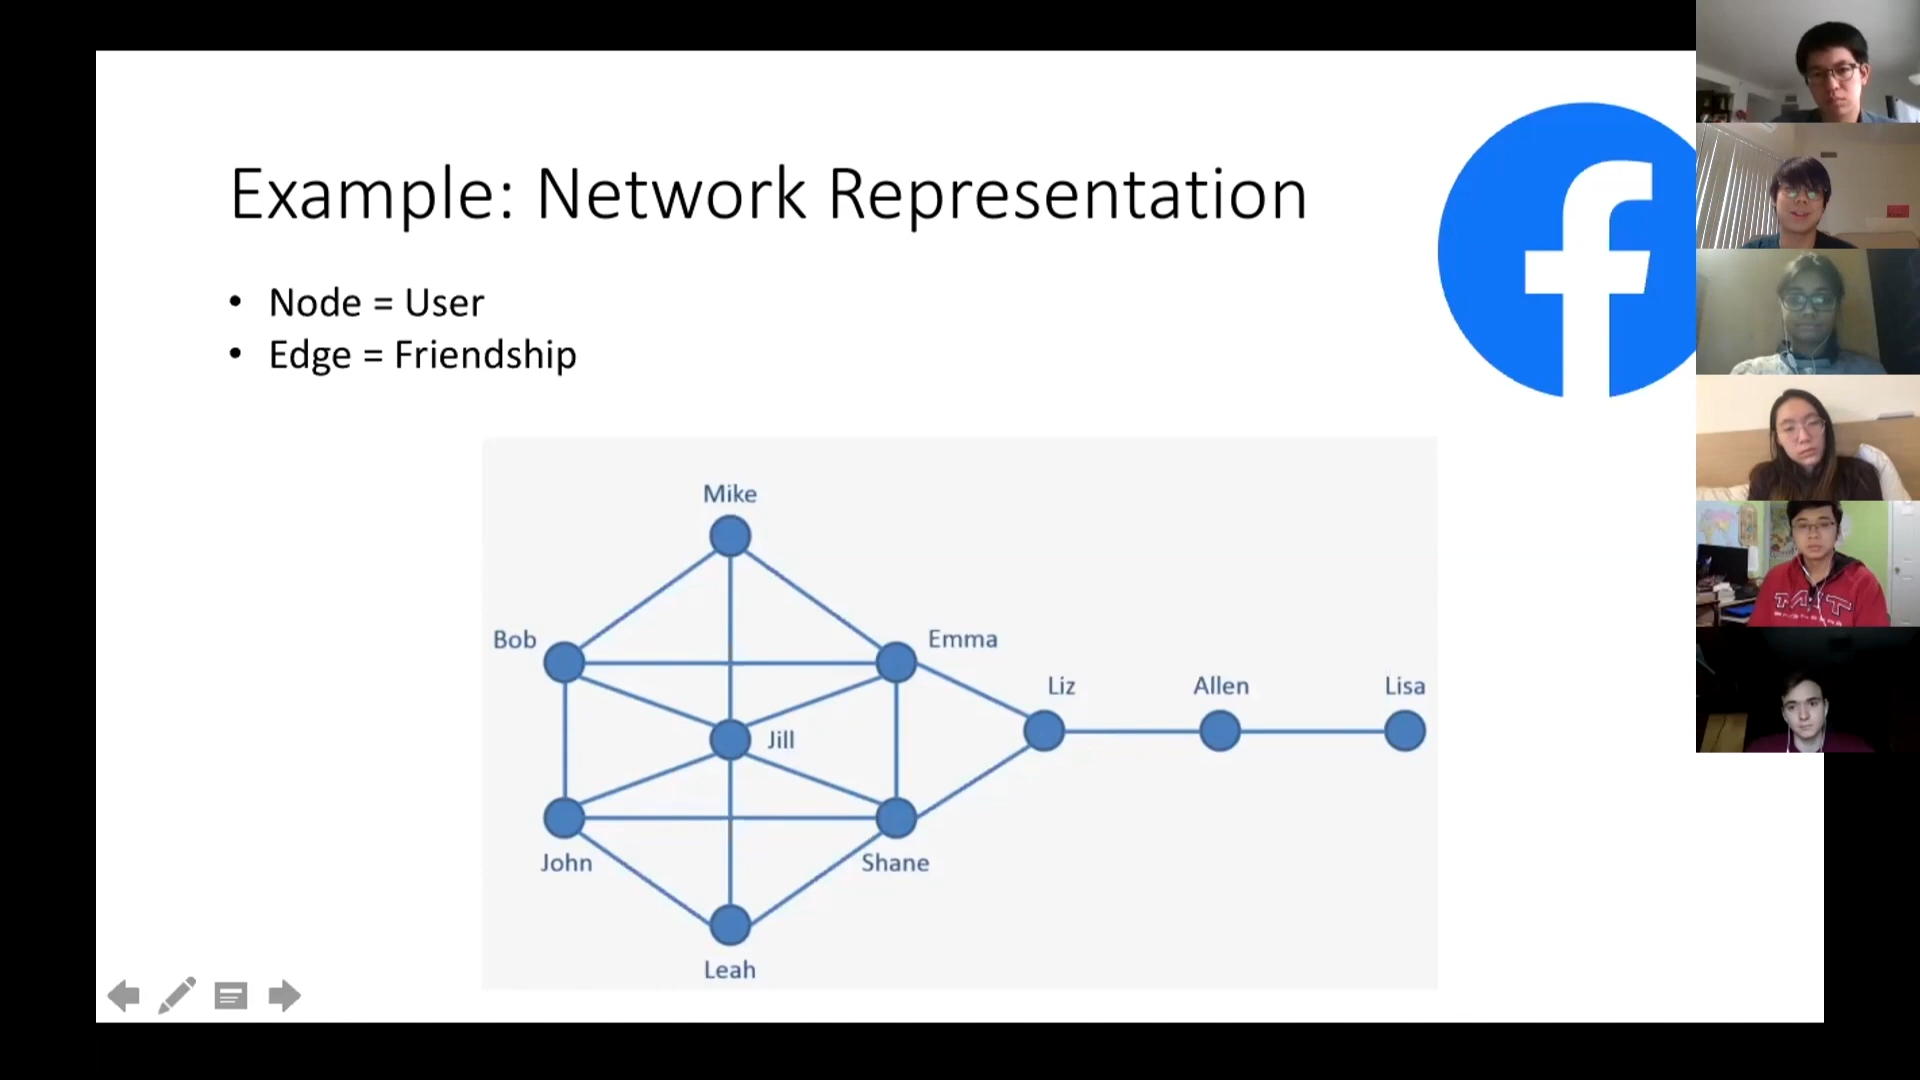 Example: Network Representation
• Node = User
• Edge = Friendship
Mike
Bob
Emma
Liz
Allen
Lisa
Jill
John
Shane
Leah